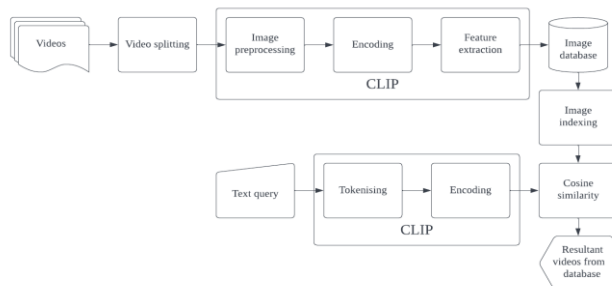 Videos
Video splitting
Image
preprocessing
Encoding
Feature
extraction
CLIP
Image
database
Image
indexing
Text query
Tokenising
Encoding
CLIP
Cosine
similarity
Resultant
videos from
database